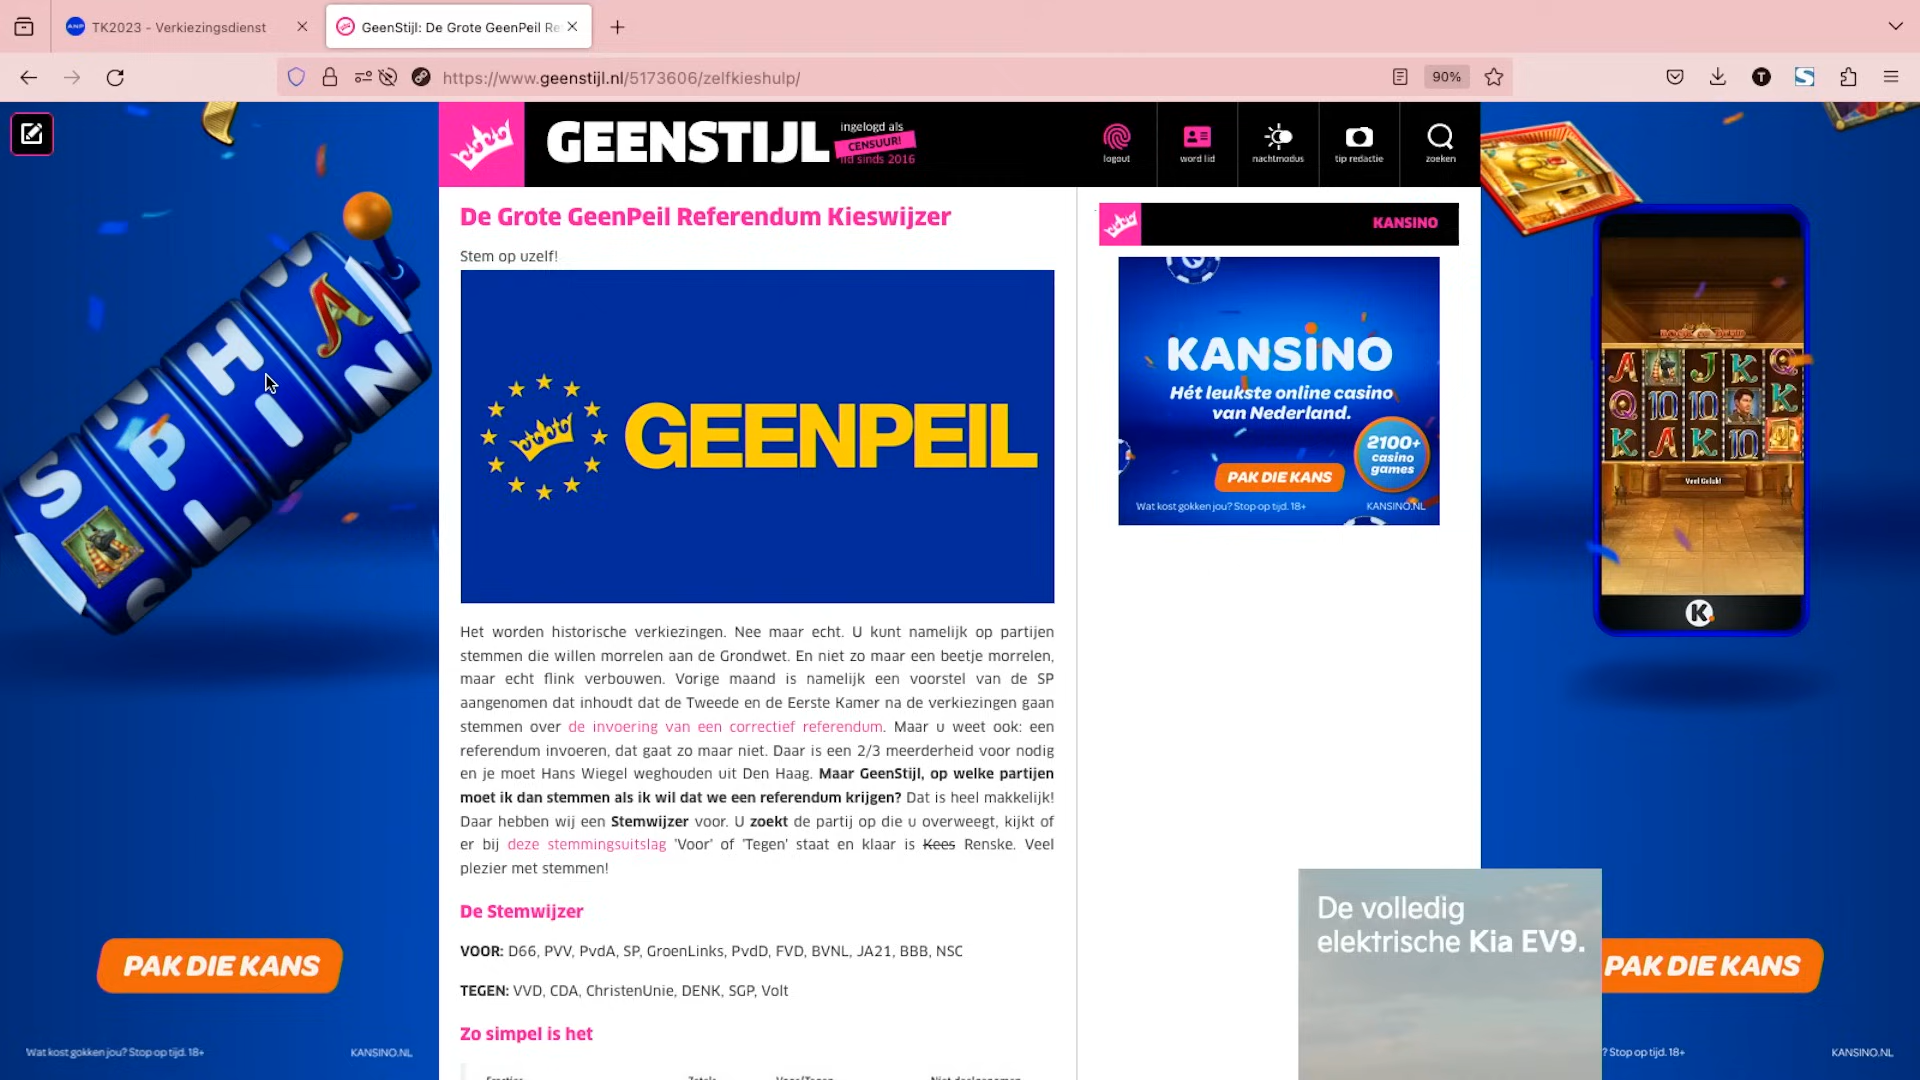 TK2023 - Verkiezingsdienst
GeenStijl: De Grote GeenPeil Re
https://www.geenstijl.nl/5173606/zelfkieshulp/
90%
GEENSTIJL
ingelogd als
CENSUUR!
lid sinds 2016
logout
word lid
nachtmodus
tip redactie
zoeken
De Grote GeenPeil Referendum Kieswijzer
Stem op uzelf!
GEENPEIL
Het worden historische verkiezingen. Nee maar echt. U kunt namelijk op partijen
stemmen die willen morrelen aan de Grondwet. En niet zo maar een beetje morrelen,
maar echt flink verbouwen. Vorige maand is namelijk een voorstel van de SP
aangenomen dat inhoudt dat de Tweede en de Eerste Kamer na de verkiezingen gaan
stemmen over de invoering van een correctief referendum. Maar u weet ook: een
referendum invoeren, dat gaat zo maar niet. Daar is een 2/3 meerderheid voor nodig
en je moet Hans Wiegel weghouden uit Den Haag. Maar GeenStijl, op welke partijen
moet ik dan stemmen als ik wil dat we een referendum krijgen? Dat is heel makkelijk!
Daar hebben wij een Stemwijzer voor. U zoekt de partij op die u overweegt, kijkt of
er bij deze stemmingsuitslag 'Voor' of 'Tegen' staat en klaar is Kees Renske. Veel
plezier met stemmen!
De Stemwijzer
VOOR: D66, PVV, PvdA, SP, GroenLinks, PvdD, FVD, BVNL, JA21, BBB, NSC
TEGEN: VVD, CDA, ChristenUnie, DENK, SGP, Volt
Zo simpel is het
KANSINO
KANSINO
Hét leukste online casino
van Nederland.
2100+
casino
games
PAK DIE KANS
Wat kost gokken jou? Stop op tijd. 18+
KANSINO.NL
De volledig
elektrische Kia EV9.
S P I N
A
H
PAK DIE KANS
Wat kost gokken jou? Stop op tijd. 18+
KANSINO.NL
BOOK OF DEAD
A J K Q
Q 10 10 K
K A K 10
Veel Geluk!
K
PAK DIE KANS
? Stop op tijd. 18+
KANSINO.NL